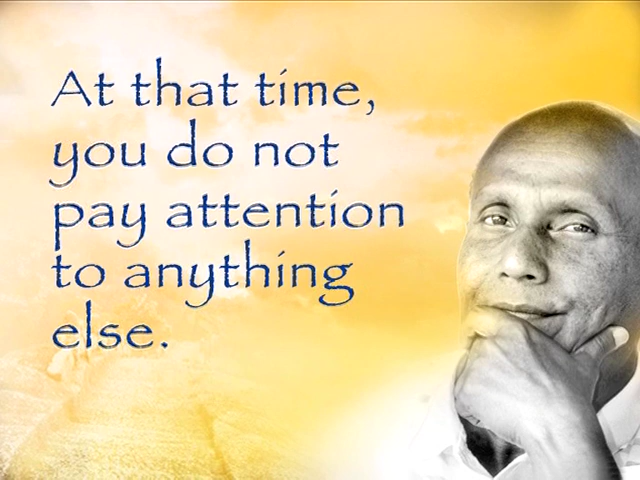 At that time,
you do not
pay attention
to anything
else.